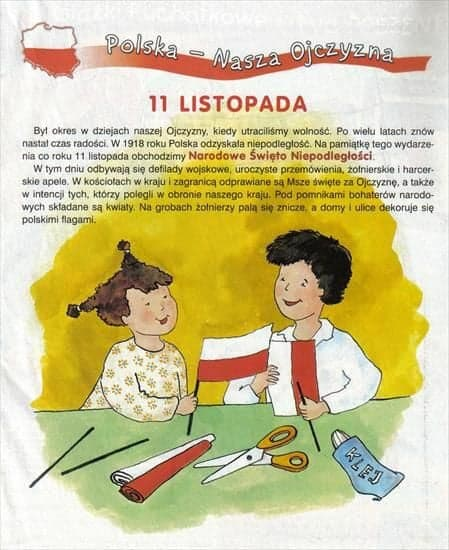 Polska – Nasza Ojczyzna
11 LISTOPADA
Był okres w dziejach naszej Ojczyzny, kiedy utraciliśmy wolność. Po wielu latach znów
nastał czas radości. W 1918 roku Polska odzyskała niepodległość. Na pamiątkę tego wydarze-
nia co roku 11 listopada obchodzimy Narodowe Święto Niepodległości.
W tym dniu odbywają się defilady wojskowe, uroczyste przemówienia, żołnierskie i harcer-
skie apele. W kościołach w kraju i zagranicą odprawiane są Msze święte za Ojczyznę, a także
w intencji tych, którzy polegli w obronie naszego kraju. Pod pomnikami bohaterów narodo-
wych składane są kwiaty. Na grobach żołnierzy palą się znicze, a domy i ulice dekoruje się
polskimi flagami.
KLEJ